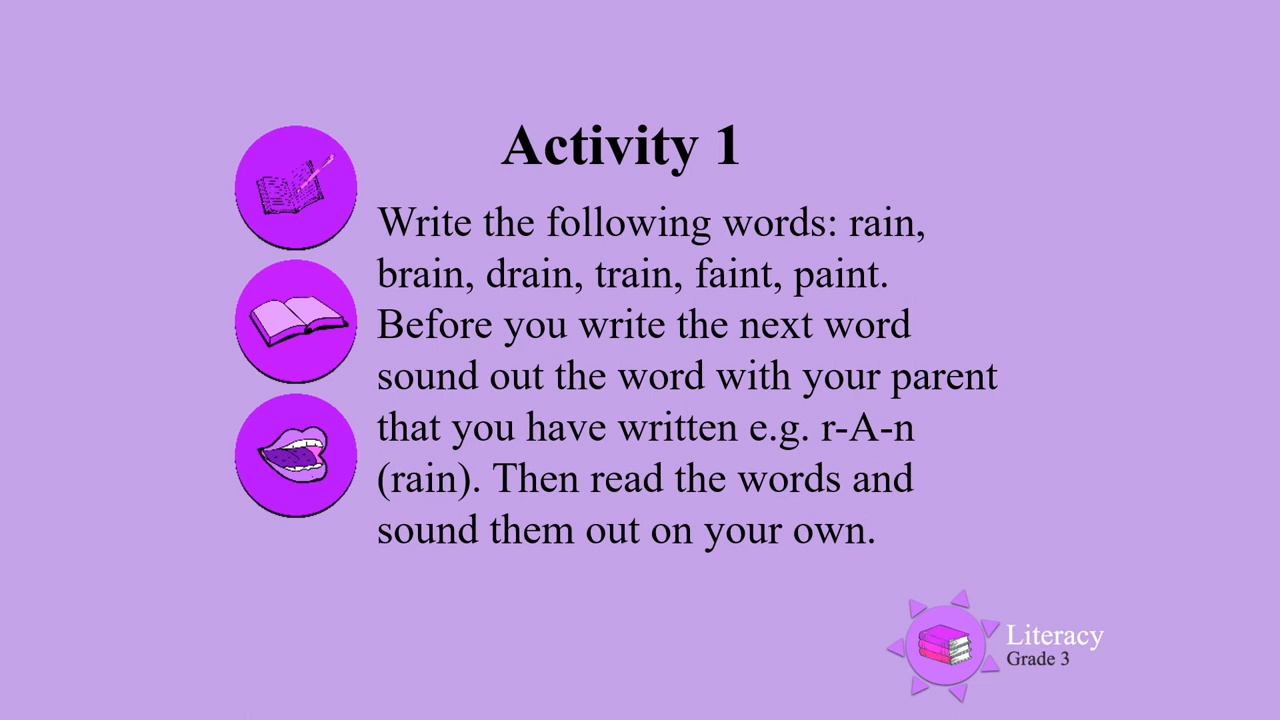 Activity 1
Write the following words: rain,
brain, drain, train, faint, paint.
Before you write the next word
sound out the word with your parent
that you have written e.g. r-A-n
(rain). Then read the words and
sound them out on your own.
Literacy
Grade 3